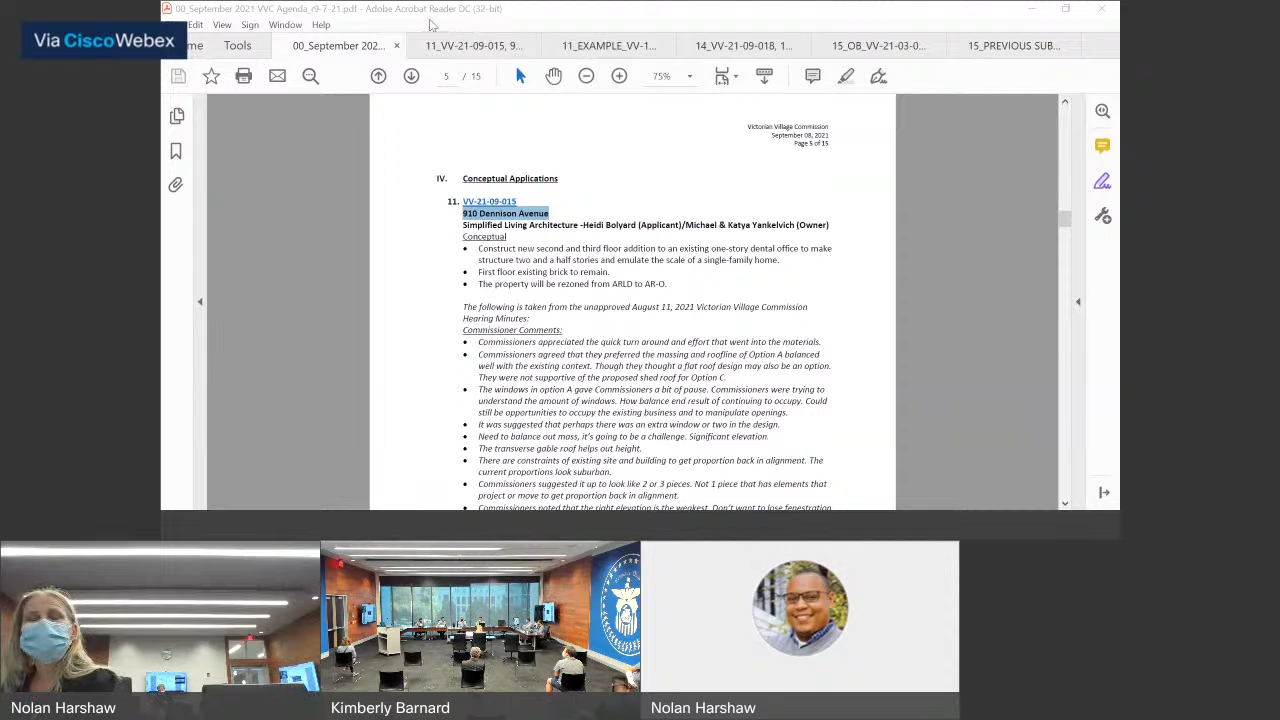 00_September 2021 VVC Agenda_r9-7-21.pdf - Adobe Acrobat Reader DC (32-bit)
Edit View Sign Window Help
Via Cisco Webex
me Tools 00_September 202... × 11_VV-21-09-015, 9... 11_EXAMPLE_VV-1... 14_VV-21-09-018, 1... 15_OB_VV-21-03-0... 15_PREVIOUS SUB...
5 / 15 75%
Victorian Village Commission
September 08, 2021
Page 5 of 15
IV. Conceptual Applications
11. VV-21-09-015
910 Dennison Avenue
Simplified Living Architecture -Heidi Bolyard (Applicant)/Michael & Katya Yankelvich (Owner)
Conceptual
• Construct new second and third floor addition to an existing one-story dental office to make
structure two and a half stories and emulate the scale of a single-family home.
• First floor existing brick to remain.
• The property will be rezoned from ARLD to AR-O.
The following is taken from the unapproved August 11, 2021 Victorian Village Commission
Hearing Minutes:
Commissioner Comments:
• Commissioners appreciated the quick turn around and effort that went into the materials.
• Commissioners agreed that they preferred the massing and roofline of Option A balanced
well with the existing context. Though they thought a flat roof design may also be an option.
They were not supportive of the proposed shed roof for Option C.
• The windows in option A gave Commissioners a bit of pause. Commissioners were trying to
understand the amount of windows. How balance end result of continuing to occupy. Could
still be opportunities to occupy the existing business and to manipulate openings.
• It was suggested that perhaps there was an extra window or two in the design.
• Need to balance out mass, it's going to be a challenge. Significant elevation.
• The transverse gable roof helps out height.
• There are constraints of existing site and building to get proportion back in alignment. The
current proportions look suburban.
• Commissioners suggested it up to look like 2 or 3 pieces. Not 1 piece that has elements that
project or move to get proportion back in alignment.
• Commissioners noted that the right elevation is the weakest. Don't want to lose fenestration
Nolan Harshaw
Kimberly Barnard
Nolan Harshaw